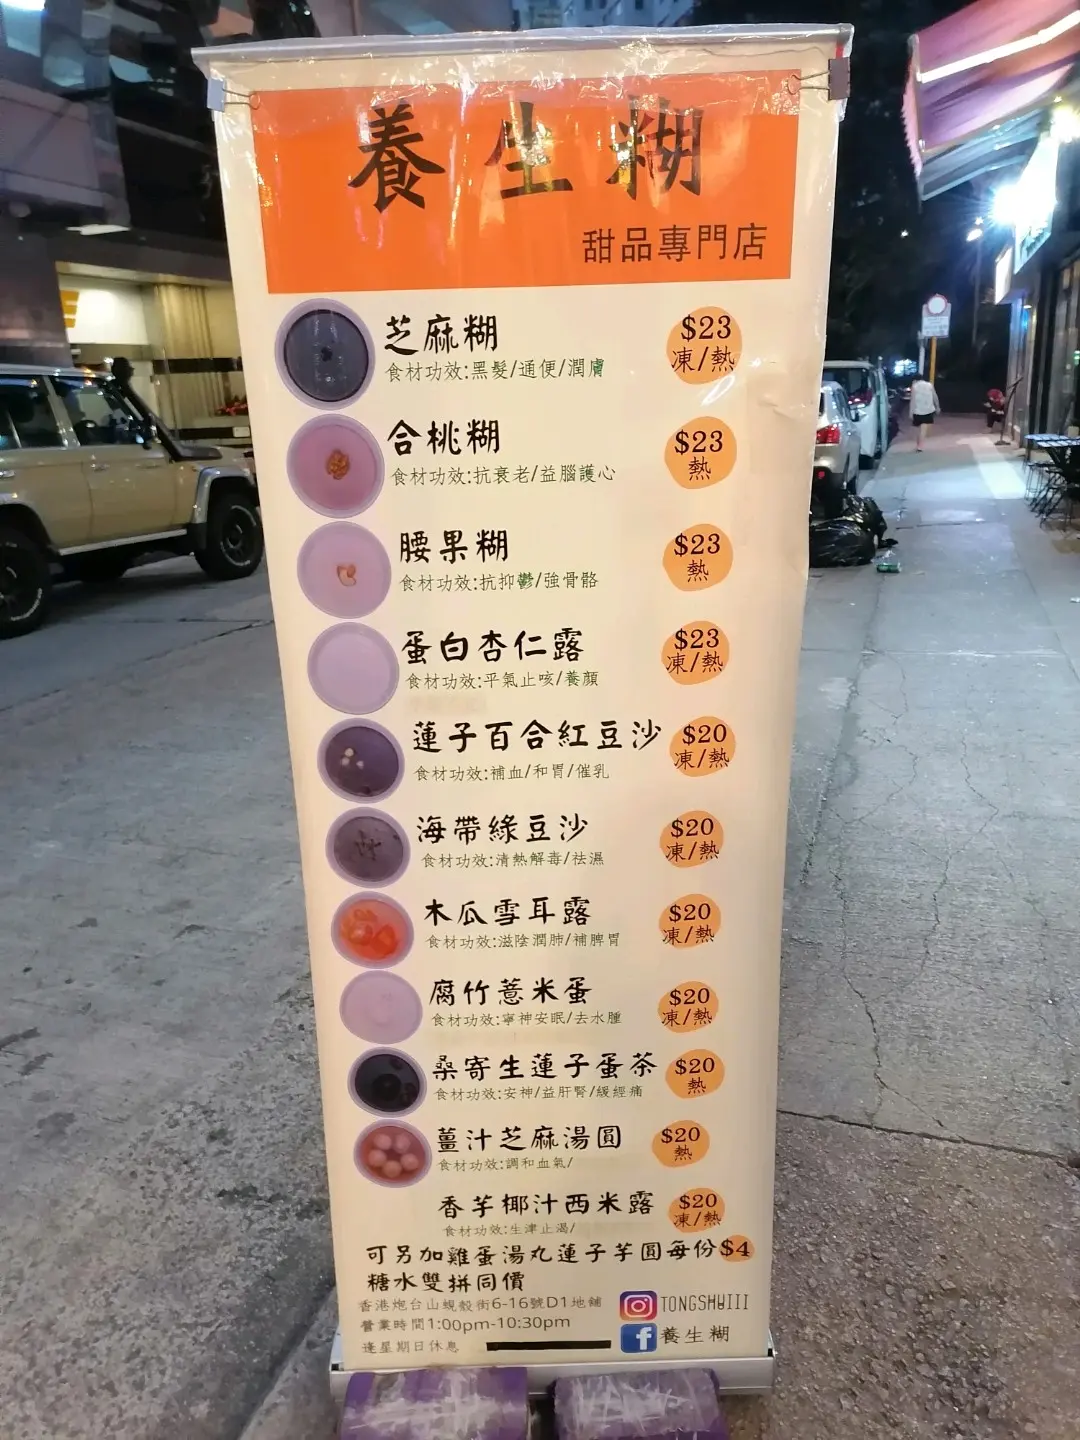 養生糊
甜品專門店
芝麻糊
$23
凍/熱
食材功效:黑髮/通便/潤膚
合桃糊
$23
熱
食材功效:抗衰老/益腦護心
腰果糊
$23
熱
食材功效:抗抑鬱/強骨骼
蛋白杏仁露
$23
凍/熱
食材功效:平氣止咳/養顏
蓮子百合紅豆沙
$20
凍/熱
食材功效:補血/和胃/催乳
海帶綠豆沙
$20
凍/熱
食材功效:清熱解毒/祛濕
木瓜雪耳露
$20
凍/熱
食材功效:滋陰潤肺/補脾胃
腐竹薏米蛋
$20
凍/熱
食材功效:寧神安眠/去水腫
桑寄生蓮子蛋茶
$20
熱
食材功效:安神/益肝腎/緩經痛
薑汁芝麻湯圓
$20
熱
食材功效:調和血氣/
香芋椰汁西米露
$20
凍/熱
食材功效:生津止渴/
可另加雞蛋湯丸蓮子芋圓每份$4
糖水雙拼同價
香港炮台山蜆殼街6-16號D1地舖
營業時間1:00pm-10:30pm
逢星期日休息
TONGSHUIII
養生糊